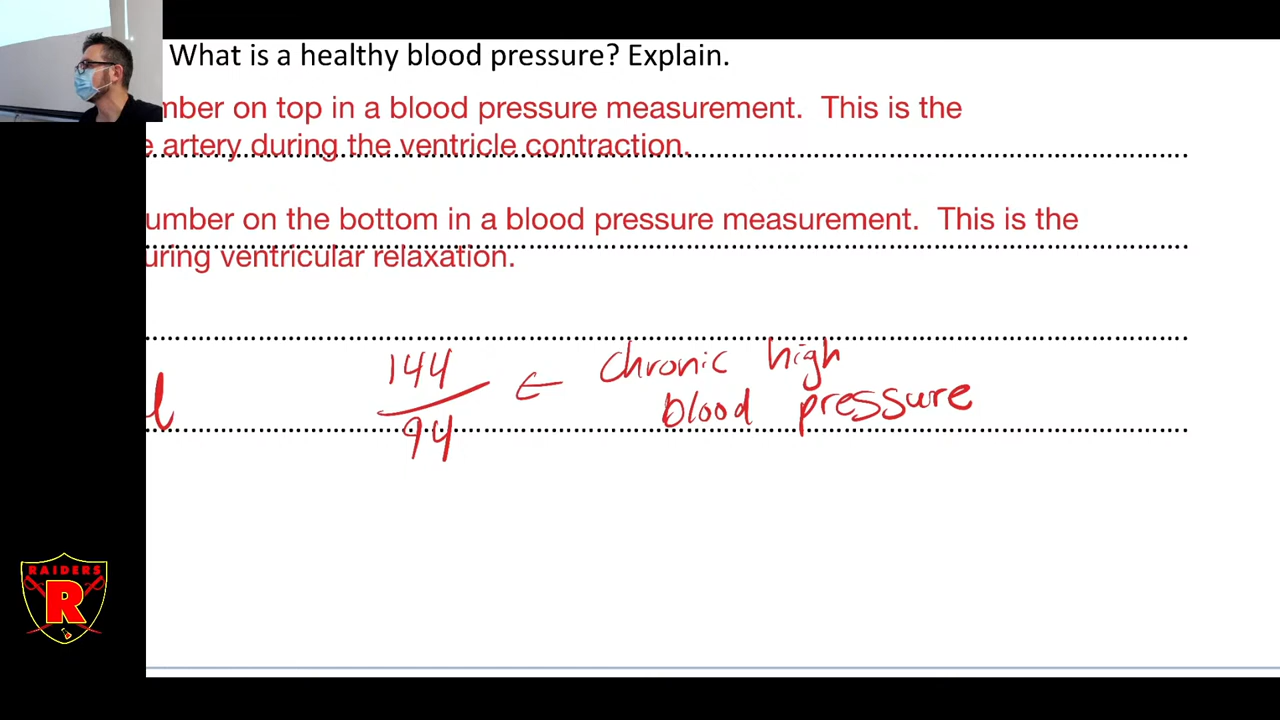 What is a healthy blood pressure? Explain.
mber on top in a blood pressure measurement. This is the
e artery during the ventricle contraction.
umber on the bottom in a blood pressure measurement. This is the
uring ventricular relaxation.
144
94
← chronic high
blood pressure
l
RAIDERS
R